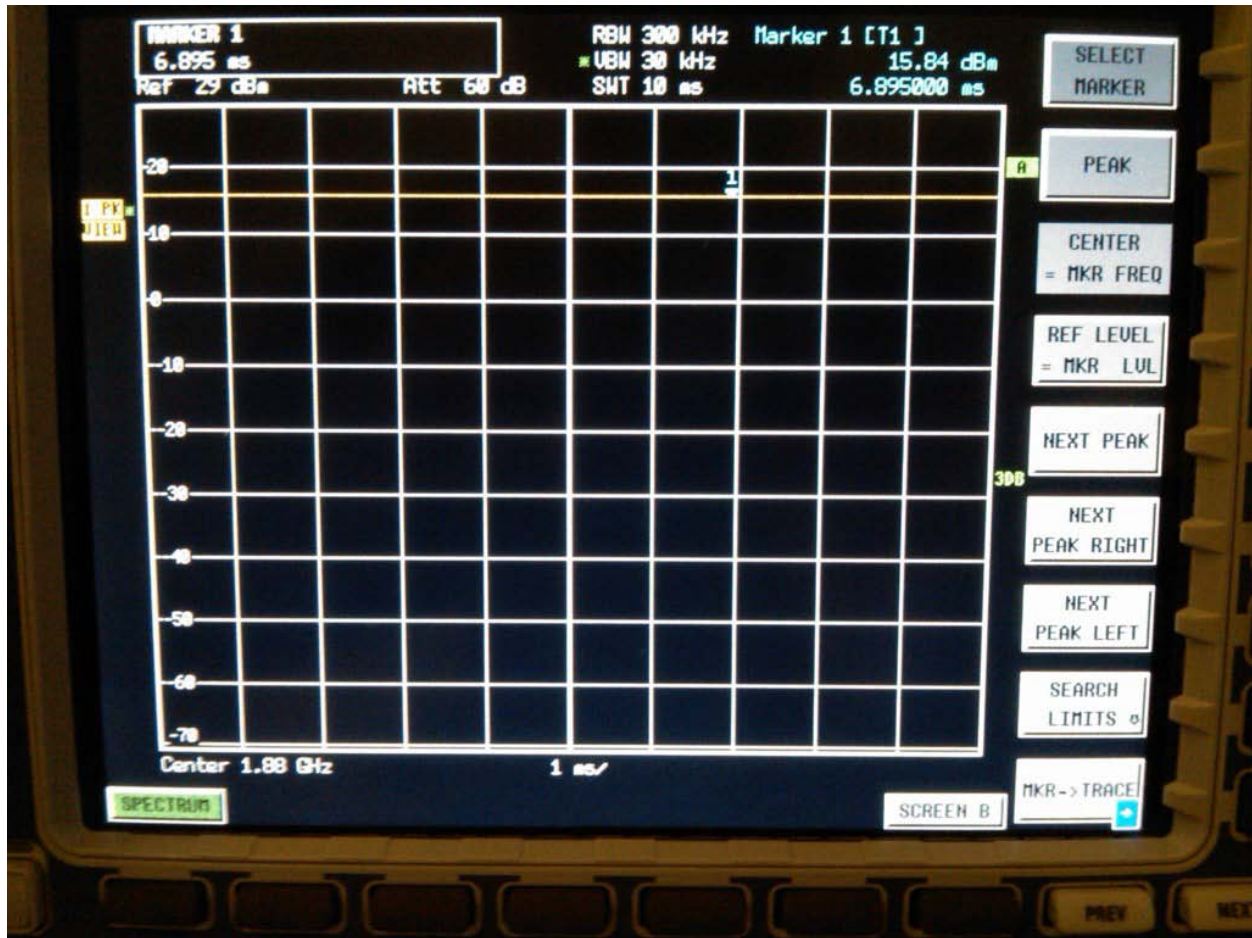 MARKER 1
6.895 ms
RBW 300 kHz
Marker 1 [T1 ]
*VBW 30 kHz
15.84 dBm
Ref 29 dBm
Att 60 dB
SWT 10 ms
6.895000 ms
20
10
0
-10
-20
-30
-40
-50
-60
-70
1
1 PK
*
VIEW
A
3DB
Center 1.88 GHz
1 ms/
SPECTRUM
SCREEN B
SELECT
MARKER
PEAK
CENTER
= MKR FREQ
REF LEVEL
= MKR LVL
NEXT PEAK
NEXT
PEAK RIGHT
NEXT
PEAK LEFT
SEARCH
LIMITS
MKR->TRACE
PREV